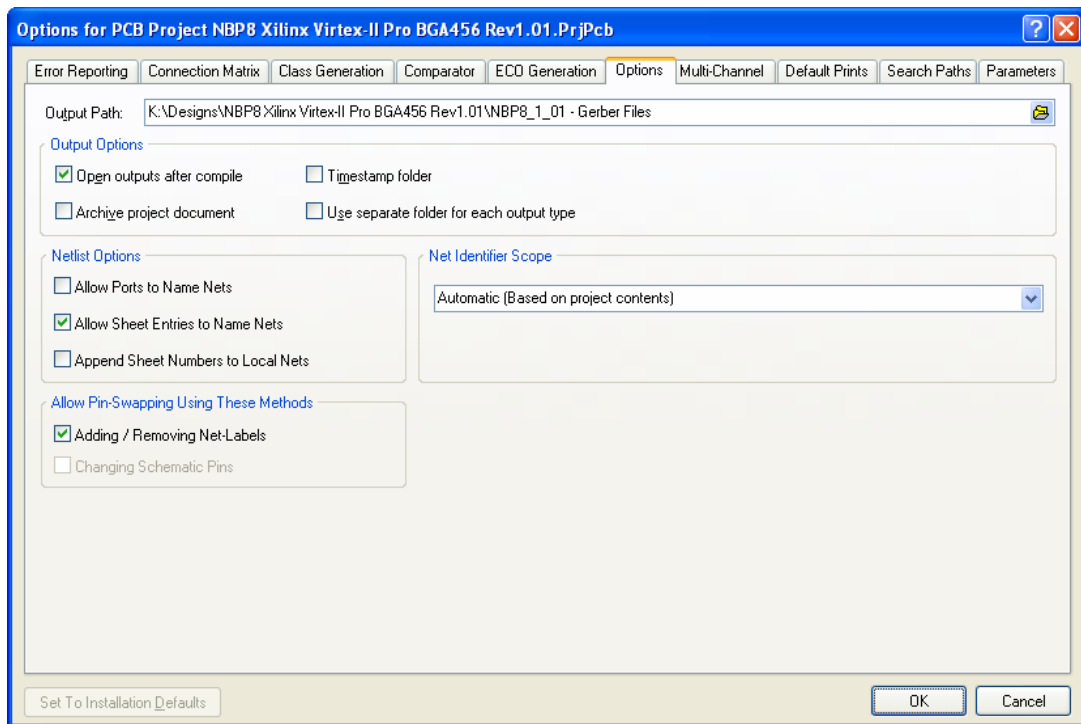 Options for PCB Project NBP8 Xilinx Virtex-II Pro BGA456 Rev1.01.PrjPcb
Error Reporting Connection Matrix Class Generation Comparator ECO Generation Options Multi-Channel Default Prints Search Paths Parameters
Output Path: K:\Designs\NBP8 Xilinx Virtex-II Pro BGA456 Rev1.01\NBP8_1_01 - Gerber Files
Output Options
Open outputs after compile Timestamp folder
Archive project document Use separate folder for each output type
Netlist Options Net Identifier Scope
Allow Ports to Name Nets
Automatic (Based on project contents)
Allow Sheet Entries to Name Nets
Append Sheet Numbers to Local Nets
Allow Pin-Swapping Using These Methods
Adding / Removing Net-Labels
Changing Schematic Pins
Set To Installation Defaults OK Cancel